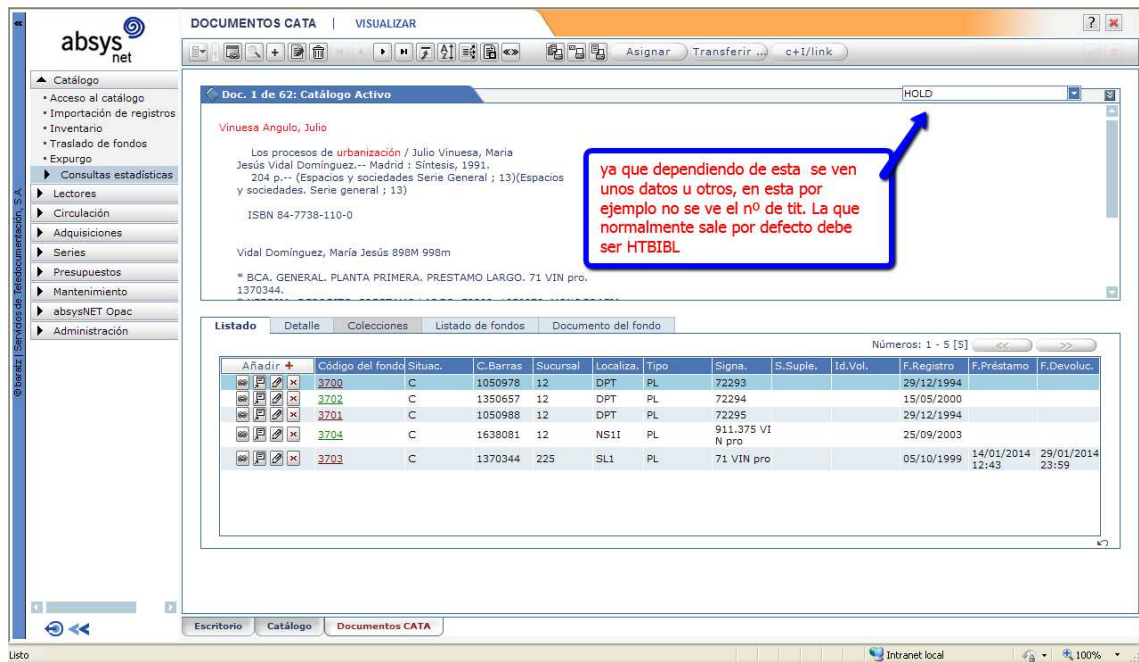 DOCUMENTOS CATA | VISUALIZAR
absys
net
Asignar Transferir ... c+I/link
Catálogo
Acceso al catálogo
Importación de registros
Inventario
Traslado de fondos
Expurgo
Consultas estadísticas
Lectores
Circulación
Adquisiciones
Series
Presupuestos
Mantenimiento
absysNET Opac
Administración
© baratz | Servicios de Teledocumentación, S.A.
Doc. 1 de 62: Catálogo Activo
HOLD
Vinuesa Angulo, Julio
Los procesos de urbanización / Julio Vinuesa, Maria
Jesús Vidal Domínguez.-- Madrid : Síntesis, 1991.
204 p.-- (Espacios y sociedades Serie General ; 13)(Espacios
y sociedades. Serie general ; 13)
ISBN 84-7738-110-0
Vidal Domínguez, María Jesús 898M 998m
* BCA. GENERAL. PLANTA PRIMERA. PRESTAMO LARGO. 71 VIN pro.
1370344.
ya que dependiendo de esta se ven
unos datos u otros, en esta por
ejemplo no se ve el nº de tit. La que
normalmente sale por defecto debe
ser HTBIBL
Listado Detalle Colecciones Listado de fondos Documento del fondo
Números: 1 - 5 [5] << >>
Añadir + Código del fondo Situac. C.Barras Sucursal Localiza. Tipo Signa. S.Suple. Id.Vol. F.Registro F.Préstamo F.Devoluc.
3700 C 1050978 12 DPT PL 72293 29/12/1994
3702 C 1350657 12 DPT PL 72294 15/05/2000
3701 C 1050988 12 DPT PL 72295 29/12/1994
3704 C 1638081 12 NS1I PL 911.375 VI
N pro 25/09/2003
3703 C 1370344 225 SL1 PL 71 VIN pro 05/10/1999 14/01/2014 29/01/2014
12:43 23:59
Escritorio Catálogo Documentos CATA
Listo Intranet local 100%